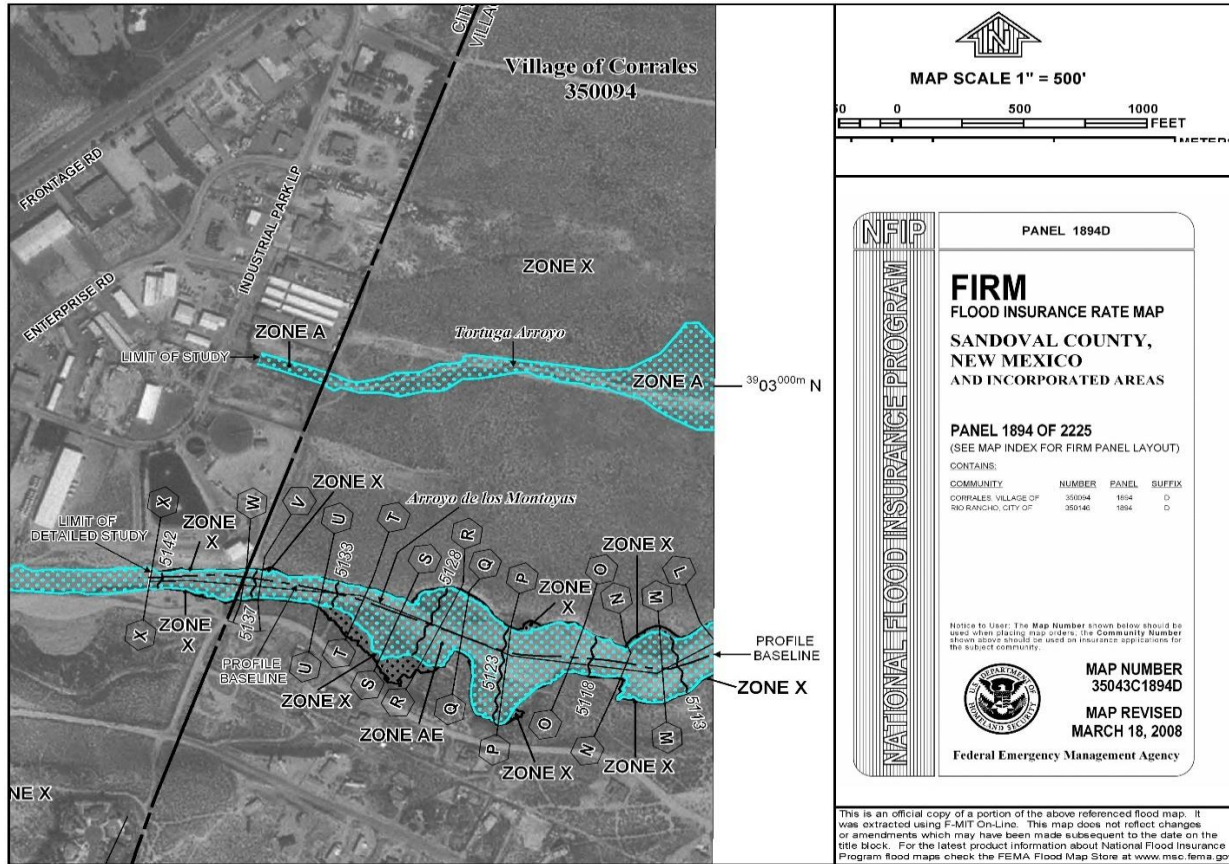 CITY
VILLAG
Village of Corrales
350094
FRONTAGE RD
INDUSTRIAL PARK LP
ENTERPRISE RD
ZONE X
ZONE A
Tortuga Arroyo
LIMIT OF STUDY
ZONE A
3903000m N
ZONE X
Arroyo de los Montoyas
LIMIT OF
DETAILED STUDY
ZONE
X
X
5142
W
V
U
5133
T
S
5128
R
Q
P
ZONE
X
ZONE X
O
N
M
L
X
ZONE
X
5137
PROFILE
BASELINE
U
T
S
ZONE X
R
ZONE AE
Q
5123
P
ZONE X
O
5118
N
ZONE X
M
5113
PROFILE
BASELINE
ZONE X
NE X
N
MAP SCALE 1" = 500'
50 0 500 1000
FEET
METERS
NFIP
NATIONAL FLOOD INSURANCE PROGRAM
PANEL 1894D
FIRM
FLOOD INSURANCE RATE MAP
SANDOVAL COUNTY,
NEW MEXICO
AND INCORPORATED AREAS
PANEL 1894 OF 2225
(SEE MAP INDEX FOR FIRM PANEL LAYOUT)
CONTAINS:
COMMUNITY NUMBER PANEL SUFFIX
CORRALES, VILLAGE OF 350094 1894 D
RIO RANCHO, CITY OF 350146 1894 D
Notice to User: The Map Number shown below should be
used when placing map orders; the Community Number
shown above should be used on insurance applications for
the subject community.
U.S. DEPARTMENT OF
HOMELAND SECURITY
MAP NUMBER
35043C1894D
MAP REVISED
MARCH 18, 2008
Federal Emergency Management Agency
This is an official copy of a portion of the above referenced flood map. It
was extracted using F-MIT On-Line. This map does not reflect changes
or amendments which may have been made subsequent to the date on the
title block. For the latest product information about National Flood Insurance
Program flood maps check the FEMA Flood Map Store at www.msc.fema.go